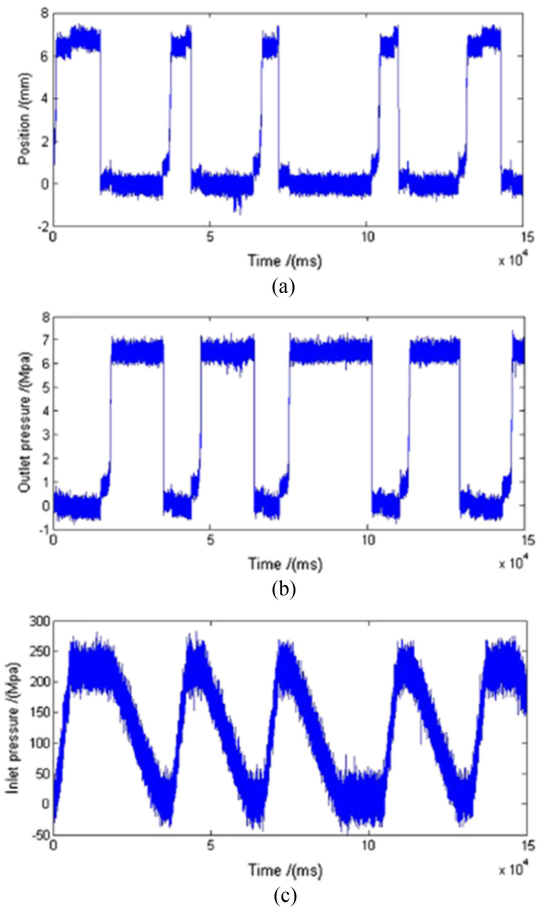 8
6
4
2
0
-2
Position /(mm)
0 5 10 15
Time /(ms)
x 10^4
(a)
8
7
6
5
4
3
2
1
0
-1
Outlet pressure /(Mpa)
0 5 10 15
Time /(ms)
x 10^4
(b)
300
250
200
150
100
50
0
-50
Inlet pressure /(Mpa)
0 5 10 15
Time /(ms)
x 10^4
(c)